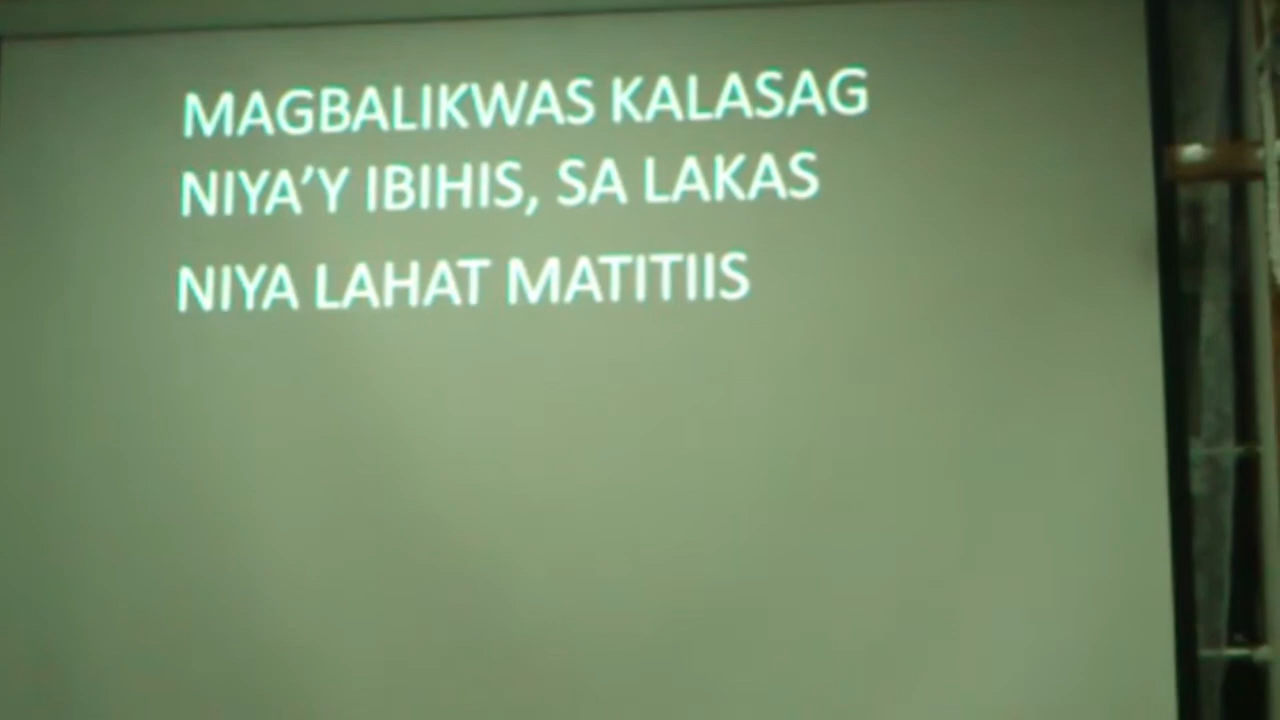 MAGBALIKWAS KALASAG
NIYA'Y IBIHIS, SA LAKAS
NIYA LAHAT MATITIIS